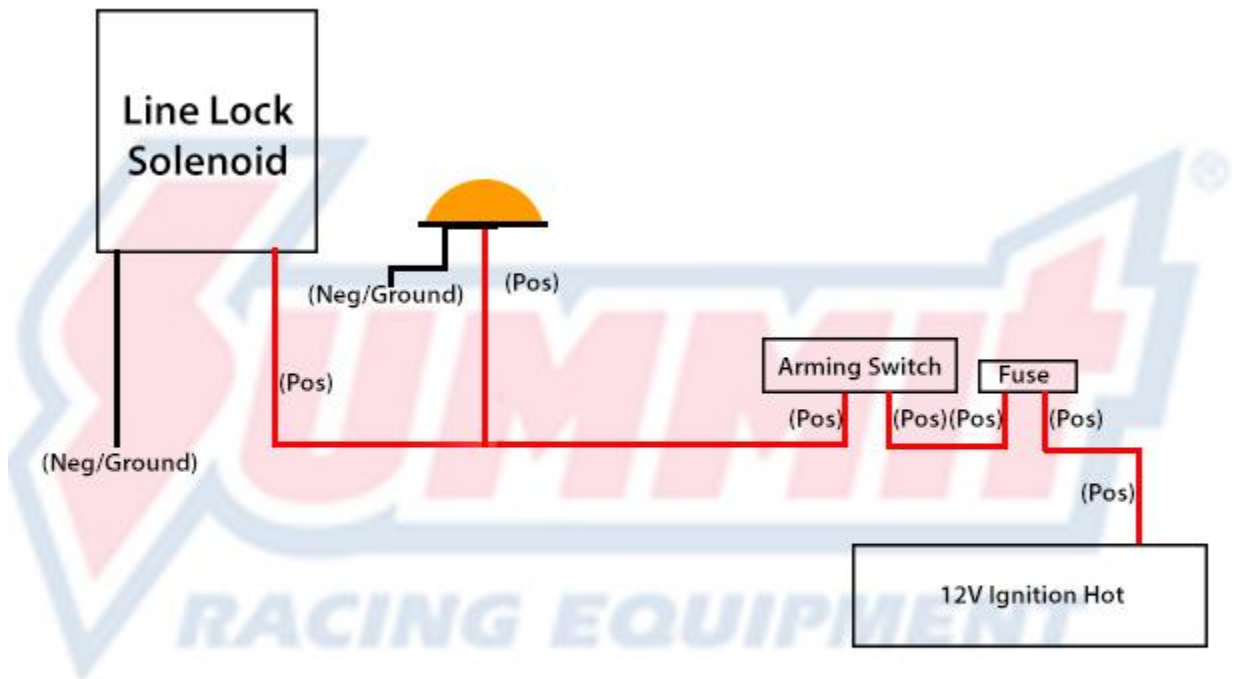 Line Lock
Solenoid
(Neg/Ground)
(Pos)
(Pos)
Arming Switch
Fuse
(Pos)
(Pos)(Pos)
(Pos)
(Neg/Ground)
(Pos)
12V Ignition Hot
SUMMIT
®
RACING EQUIPMENT